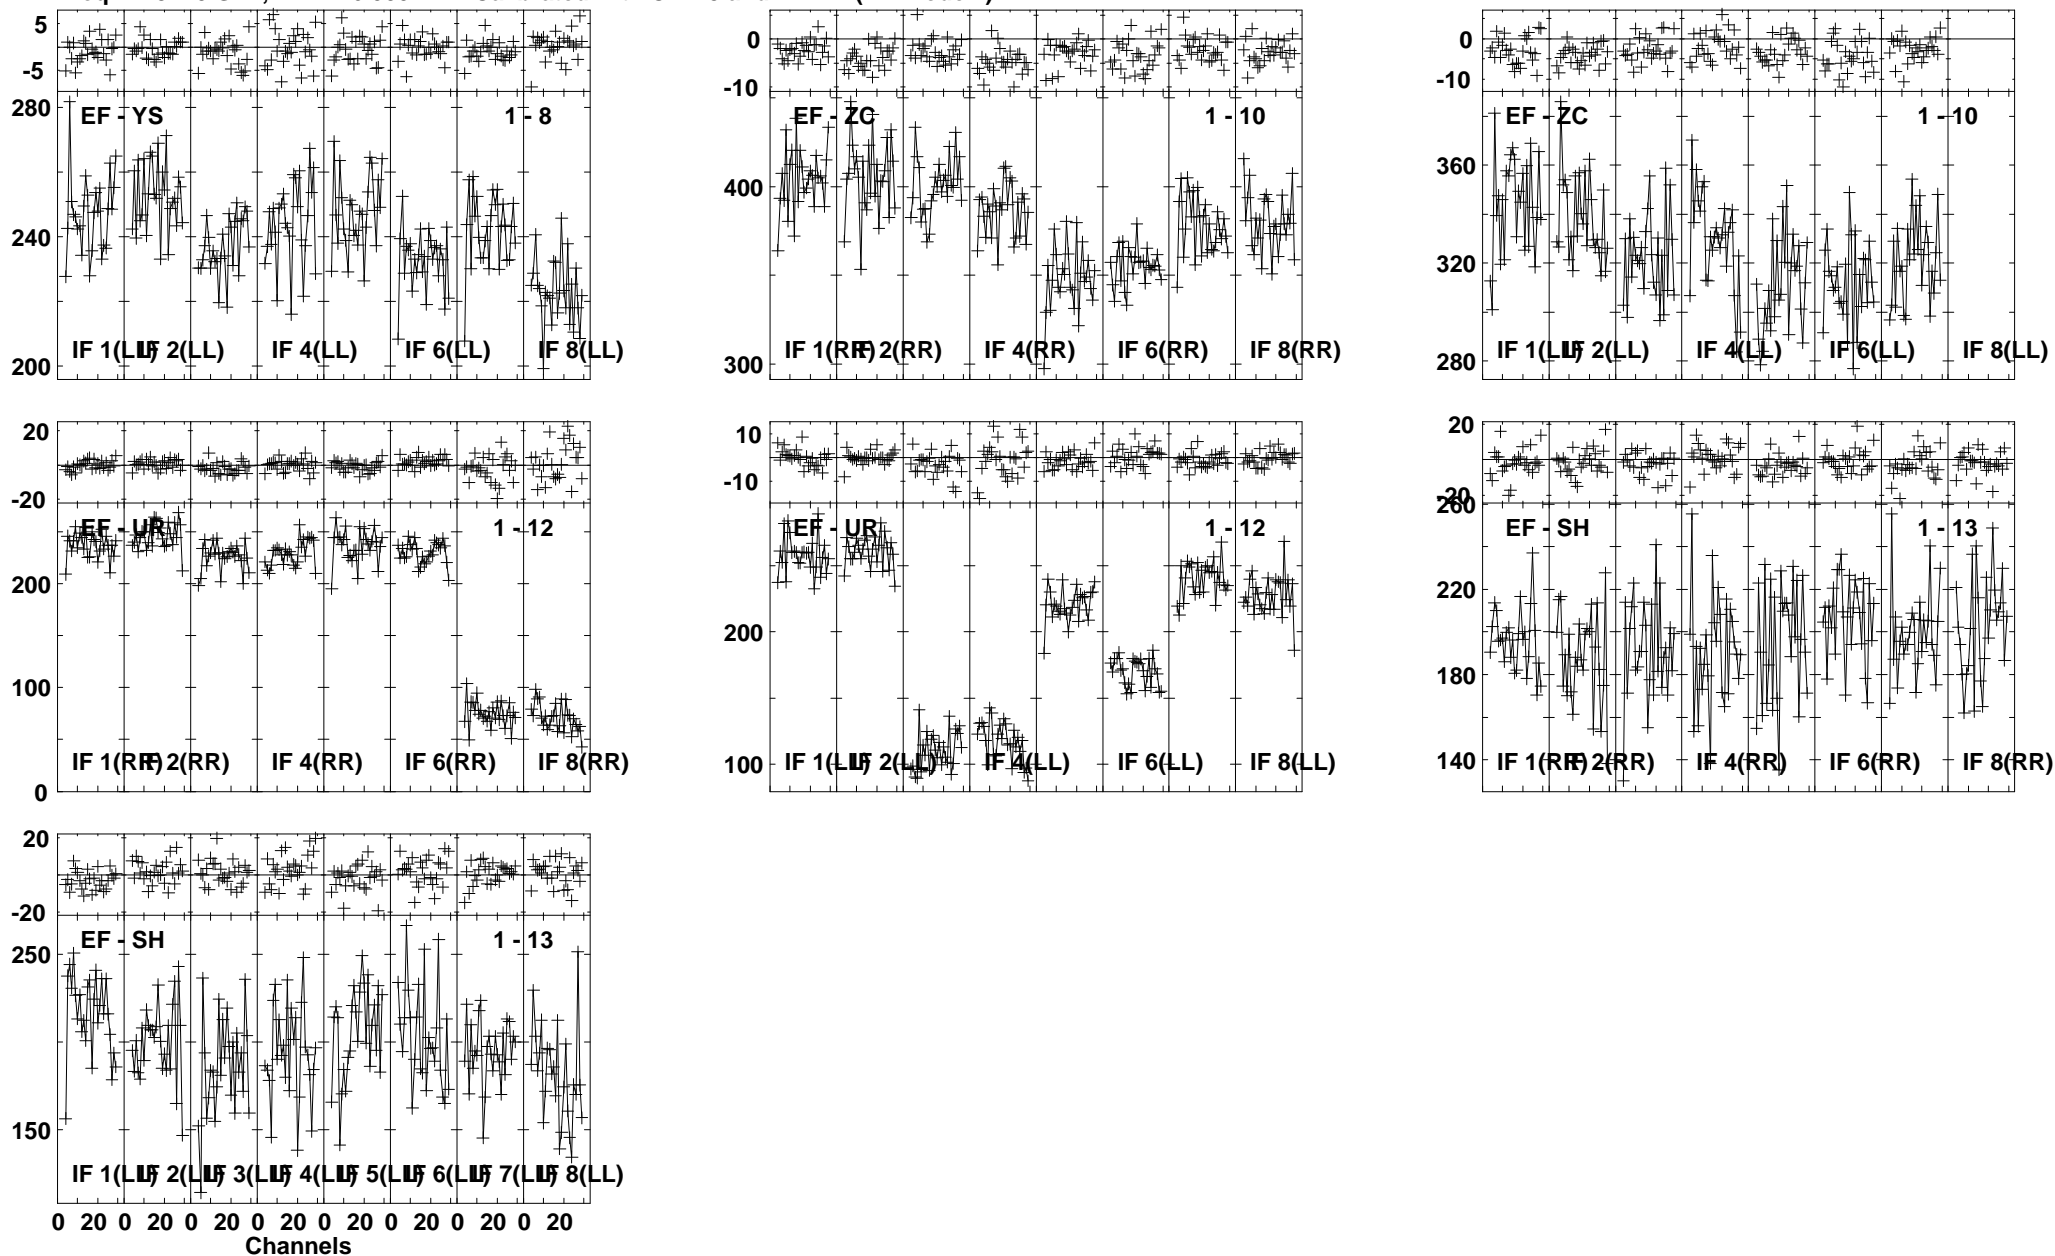 5
-5
280
240
200
EF - YS
1 - 8
IF 1(LL) IF 2(LL) IF 4(LL) IF 6(LL) IF 8(LL)
0
-10
400
300
EF - ZC
1 - 10
IF 1(RR) IF 2(RR) IF 4(RR) IF 6(RR) IF 8(RR)
0
-10
360
320
280
EF - ZC
1 - 10
IF 1(LL) IF 2(LL) IF 4(LL) IF 6(LL) IF 8(LL)
20
-20
200
100
0
EF - UR
1 - 12
IF 1(RR) IF 2(RR) IF 4(RR) IF 6(RR) IF 8(RR)
10
-10
200
100
EF - UR
1 - 12
IF 1(LL) IF 2(LL) IF 4(LL) IF 6(LL) IF 8(LL)
20
-20
260
220
180
140
EF - SH
1 - 13
IF 1(RR) IF 2(RR) IF 4(RR) IF 6(RR) IF 8(RR)
20
-20
250
150
EF - SH
1 - 13
IF 1(LL) IF 2(LL) IF 3(LL) IF 4(LL) IF 5(LL) IF 6(LL) IF 7(LL) IF 8(LL)
0 20 0 20 0 20 0 20 0 20 0 20 0 20 0 20
Channels